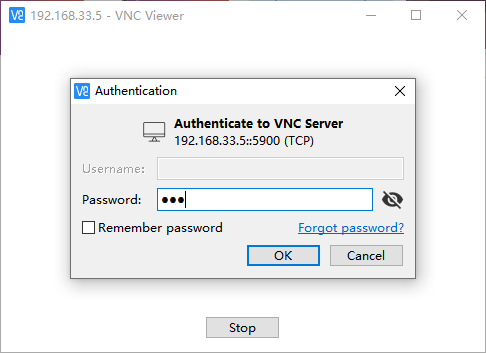 192.168.33.5 - VNC Viewer
Authentication
Authenticate to VNC Server
192.168.33.5::5900 (TCP)
Username:
Password: ●●●
Remember password
Forgot password?
OK
Cancel
Stop